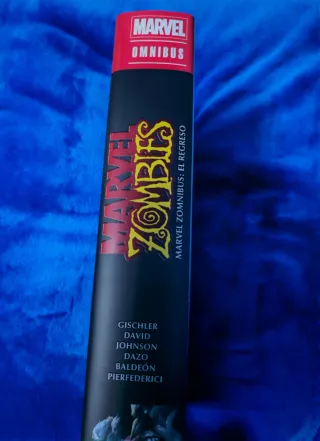 MARVEL
OMNIBUS
MARVEL
ZOMBIES
MARVEL ZOMNIBUS: EL REGRESO
GISCHLER
DAVID
JOHNSON
DAZO
BALDEÓN
PIERFEDERICI